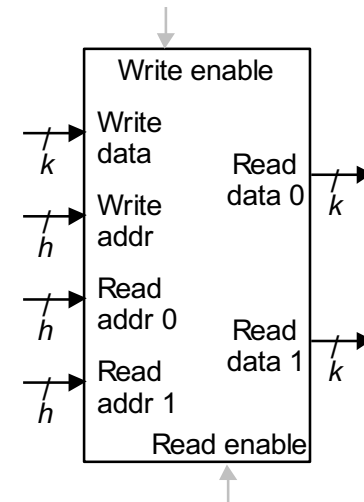 Write enable
Write
data
k
Write
addr
h
Read
addr 0
h
Read
addr 1
h
Read
data 0
k
Read
data 1
k
Read enable